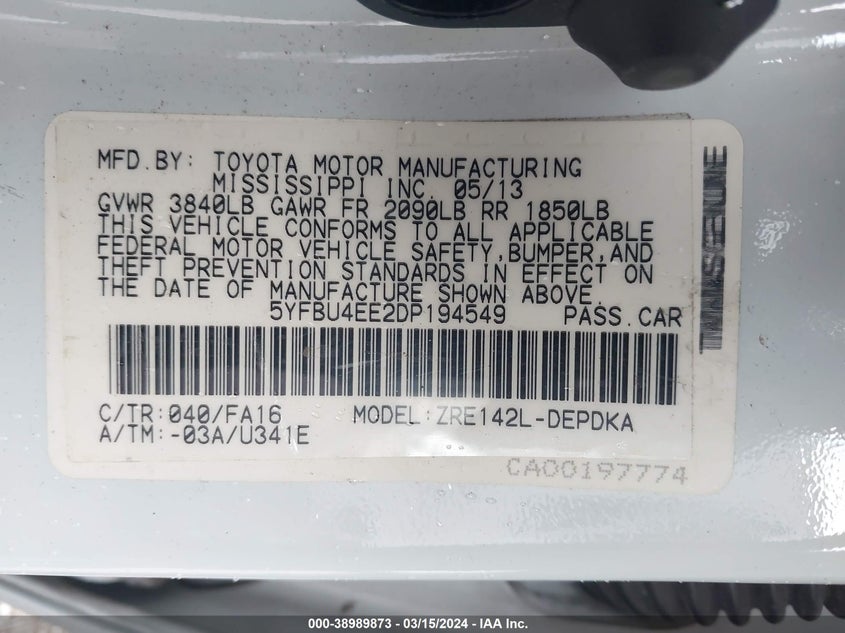 MFD.BY: TOYOTA MOTOR MANUFACTURING
MISSISSIPPI INC. 05/13
GVWR 3840LB GAWR FR 2090LB RR 1850LB
THIS VEHICLE CONFORMS TO ALL APPLICABLE
FEDERAL MOTOR VEHICLE SAFETY,BUMPER,AND
THEFT PREVENTION STANDARDS IN EFFECT ON
THE DATE OF MANUFACTURE SHOWN ABOVE.
5YFBU4EE2DP194549 PASS.CAR
C/TR:040/FA16 MODEL:ZRE142L-DEPDKA
A/TM:-03A/U341E
CA00197774
000-38989873 - 03/15/2024 - IAA Inc.